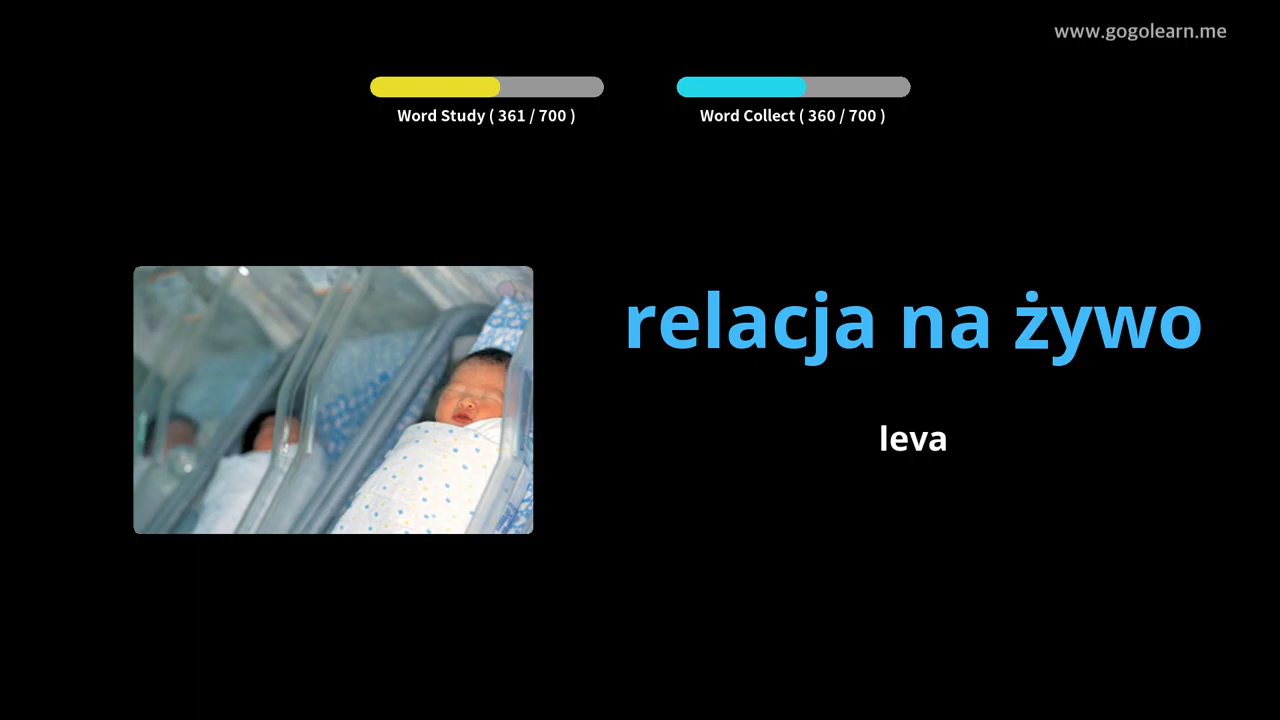 www.gogolearn.me
Word Study ( 361 / 700 )
Word Collect ( 360 / 700 )
relacja na żywo
leva